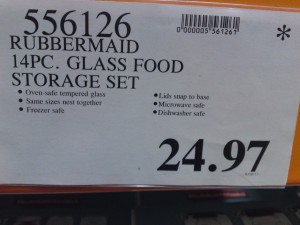 556126
0000005561261
*
RUBBERMAID
14PC. GLASS FOOD
STORAGE SET
• Oven-safe tempered glass
• Same sizes nest together
• Freezer safe
• Lids snap to base
• Microwave safe
• Dishwasher safe
24.97